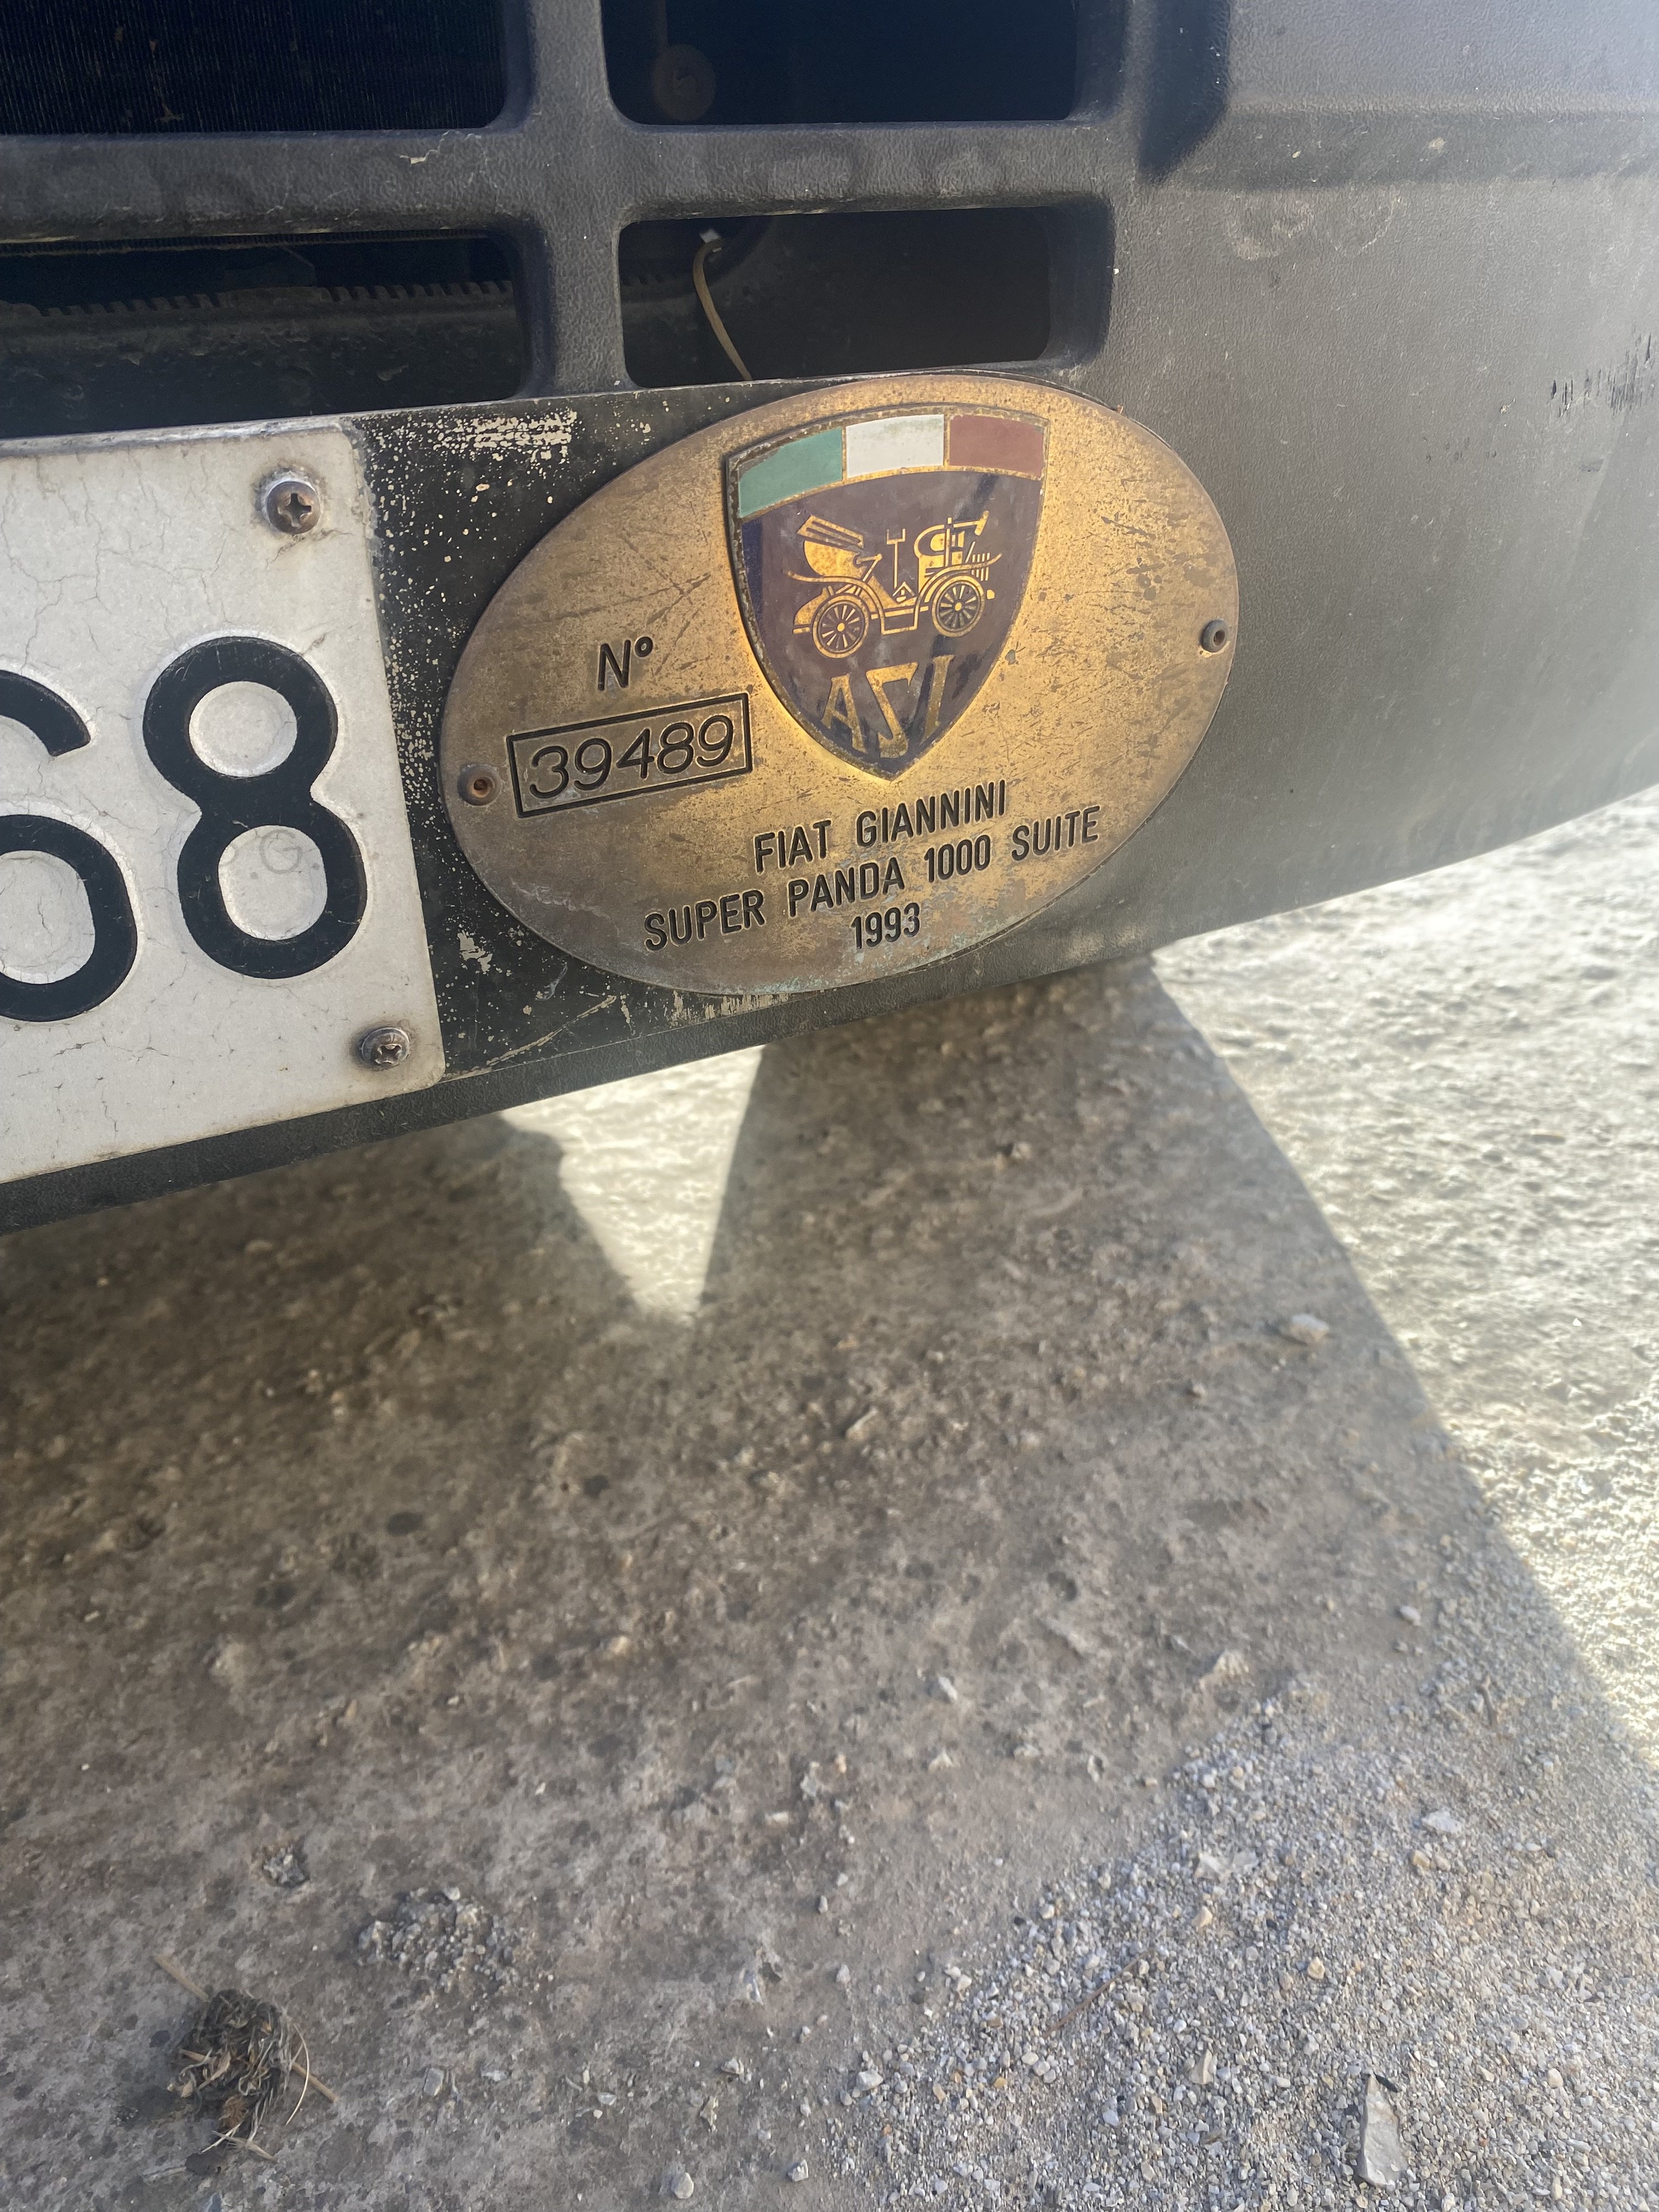 68
ASI
N°
39489
FIAT GIANNINI
SUPER PANDA 1000 SUITE
1993